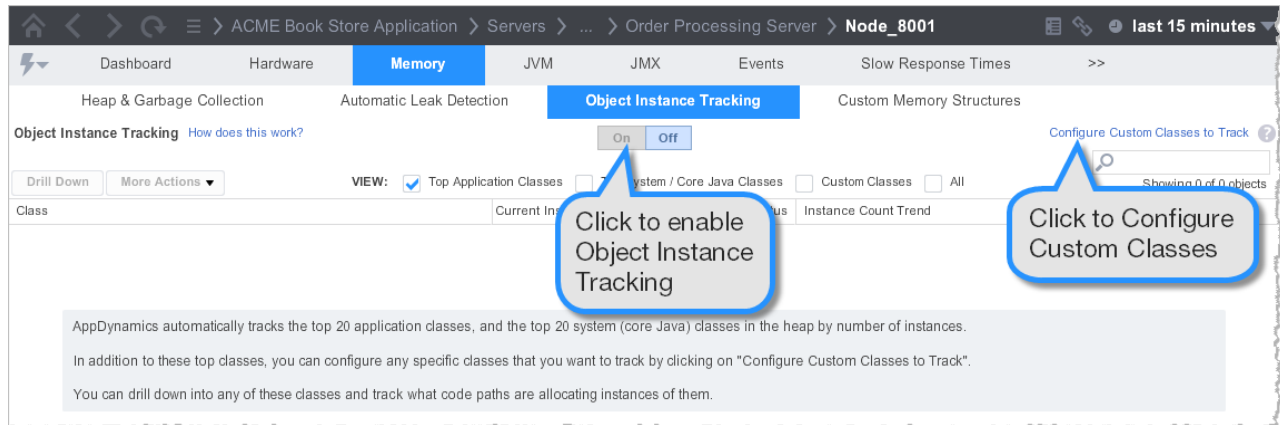 ACME Book Store Application > Servers > ... > Order Processing Server > Node_8001 last 15 minutes
Dashboard Hardware Memory JVM JMX Events Slow Response Times >>
Heap & Garbage Collection Automatic Leak Detection Object Instance Tracking Custom Memory Structures
Object Instance Tracking How does this work? On Off Configure Custom Classes to Track ?
Drill Down More Actions VIEW: Top Application Classes System / Core Java Classes Custom Classes All
Showing 0 of 0 objects
Class Current Instance Count Trend
Click to enable
Object Instance
Tracking
Click to Configure
Custom Classes
AppDynamics automatically tracks the top 20 application classes, and the top 20 system (core Java) classes in the heap by number of instances.
In addition to these top classes, you can configure any specific classes that you want to track by clicking on "Configure Custom Classes to Track".
You can drill down into any of these classes and track what code paths are allocating instances of them.